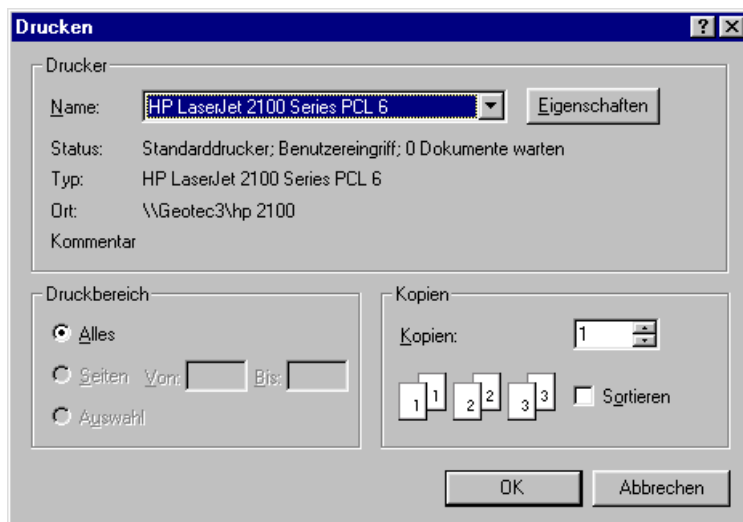 Drucken
Drucker
Name: HP LaserJet 2100 Series PCL 6 Eigenschaften
Status: Standarddrucker; Benutzereingriff; 0 Dokumente warten
Typ: HP LaserJet 2100 Series PCL 6
Ort: \\Geotec3\hp 2100
Kommentar
Druckbereich
Alles
Seiten Von: Bis:
Auswahl
Kopien
Kopien: 1
1 1 2 2 3 3 Sortieren
OK Abbrechen